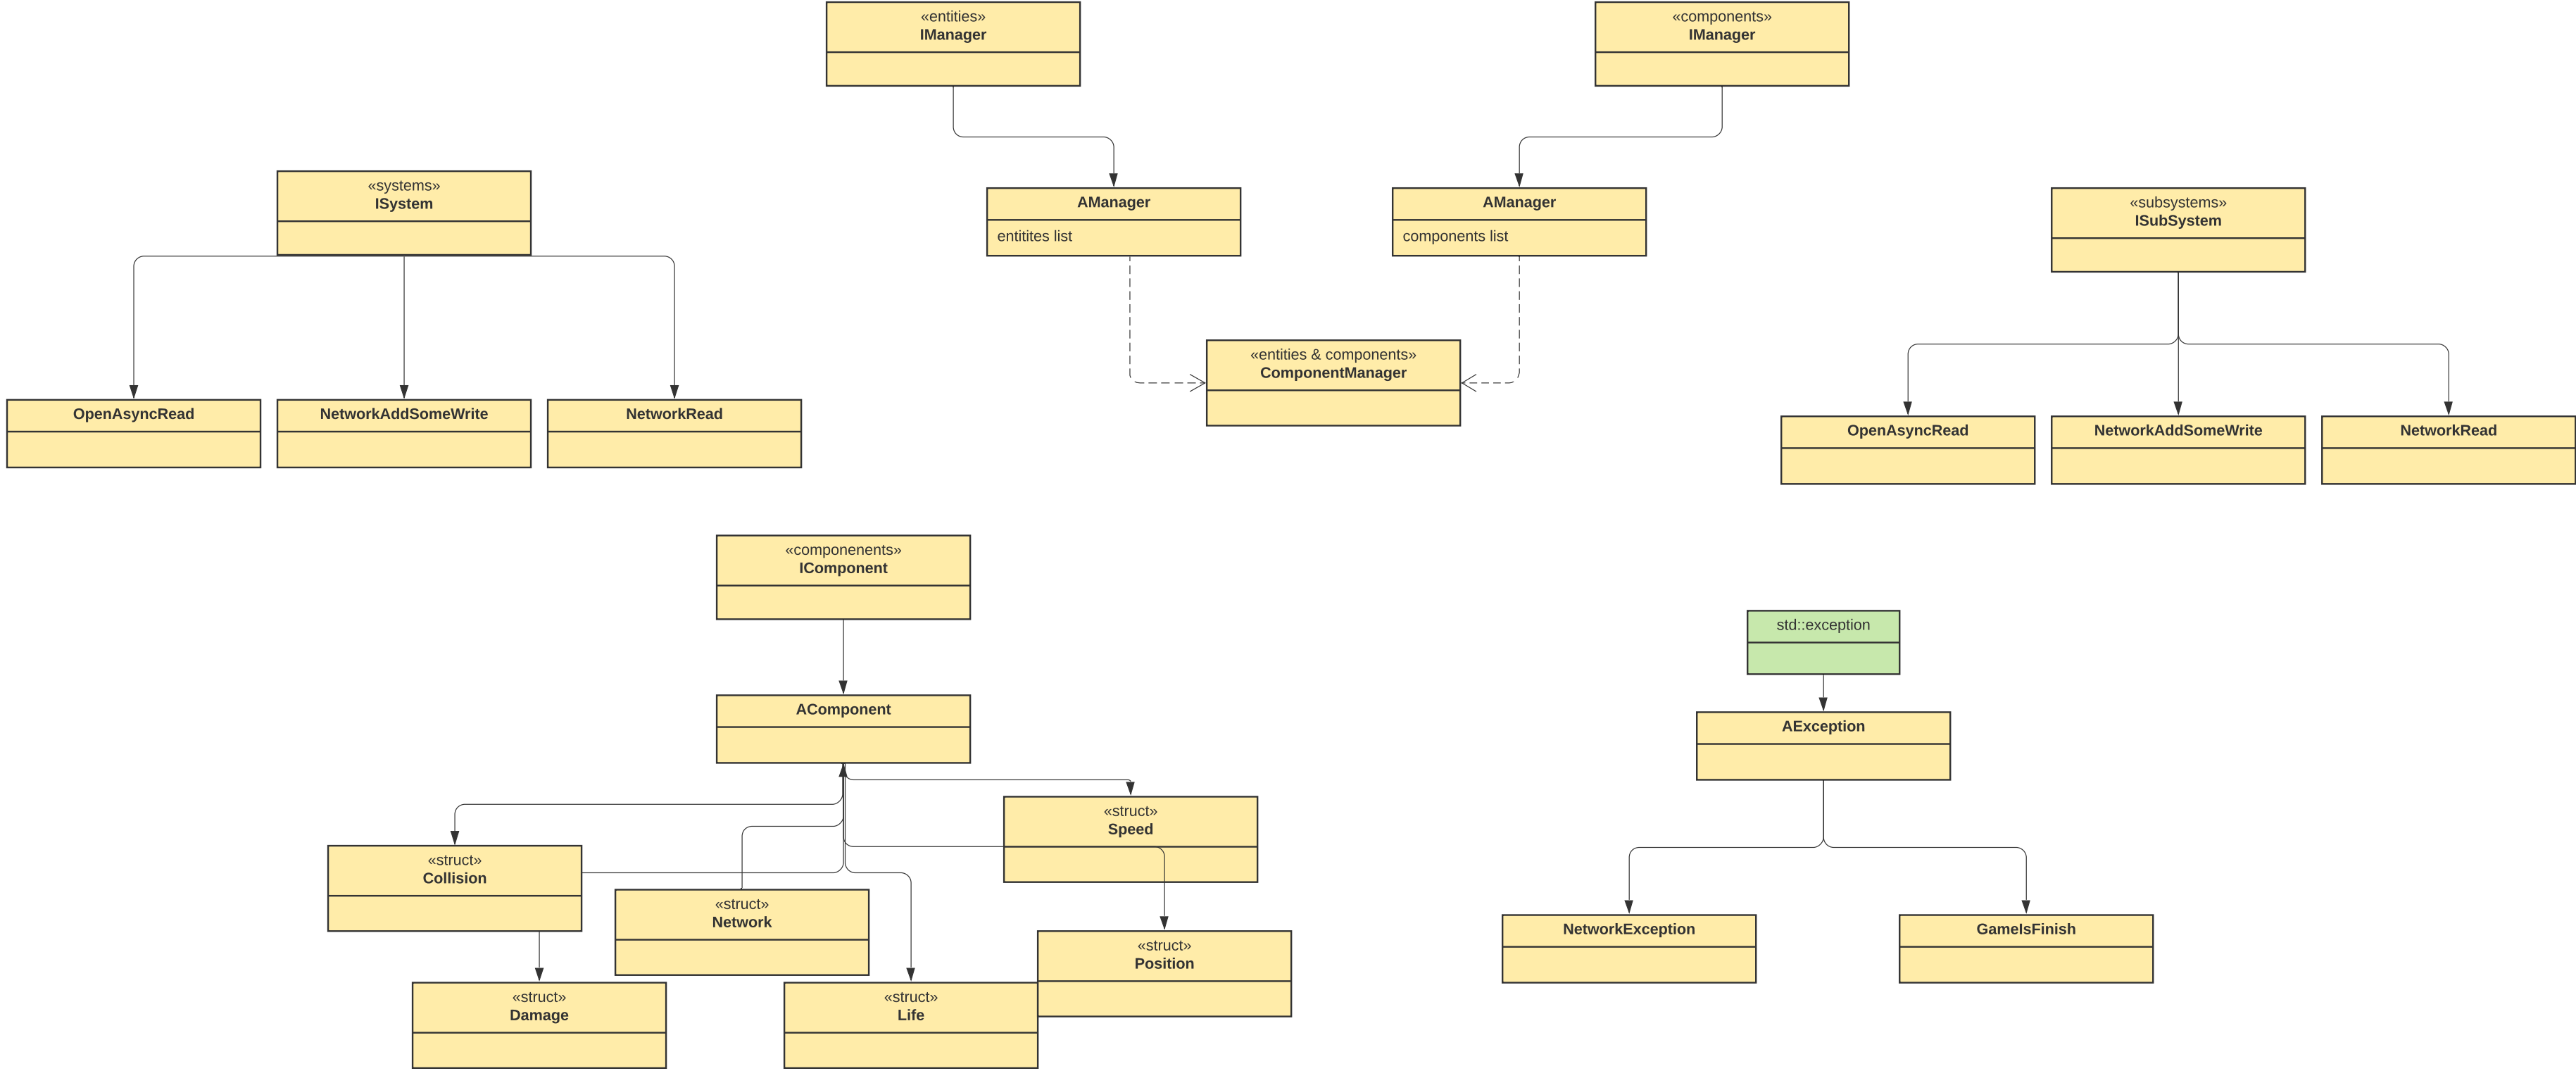 «entities»
IManager
«components»
IManager
«systems»
ISystem
AManager
entitites list
AManager
components list
«subsystems»
ISubSystem
«entities & components»
ComponentManager
OpenAsyncRead
NetworkAddSomeWrite
NetworkRead
OpenAsyncRead
NetworkAddSomeWrite
NetworkRead
«componenents»
IComponent
std::exception
AComponent
AException
«struct»
Speed
«struct»
Collision
«struct»
Network
«struct»
Position
NetworkException
GameIsFinish
«struct»
Damage
«struct»
Life